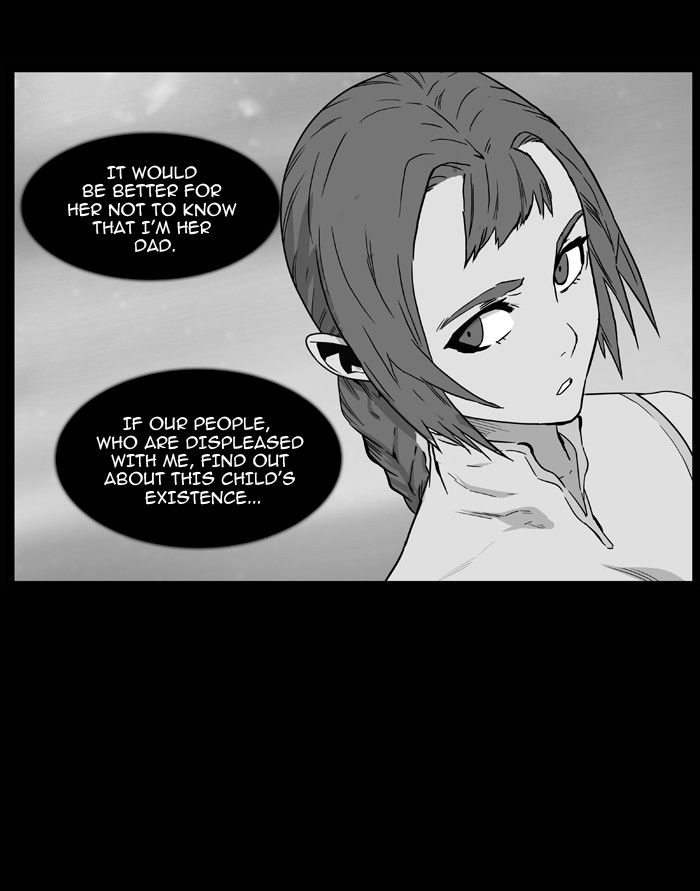 IT WOULD
BE BETTER FOR
HER NOT TO KNOW
THAT I'M HER
DAD.
IF OUR PEOPLE,
WHO ARE DISPLEASED
WITH ME, FIND OUT
ABOUT THIS CHILD'S
EXISTENCE...